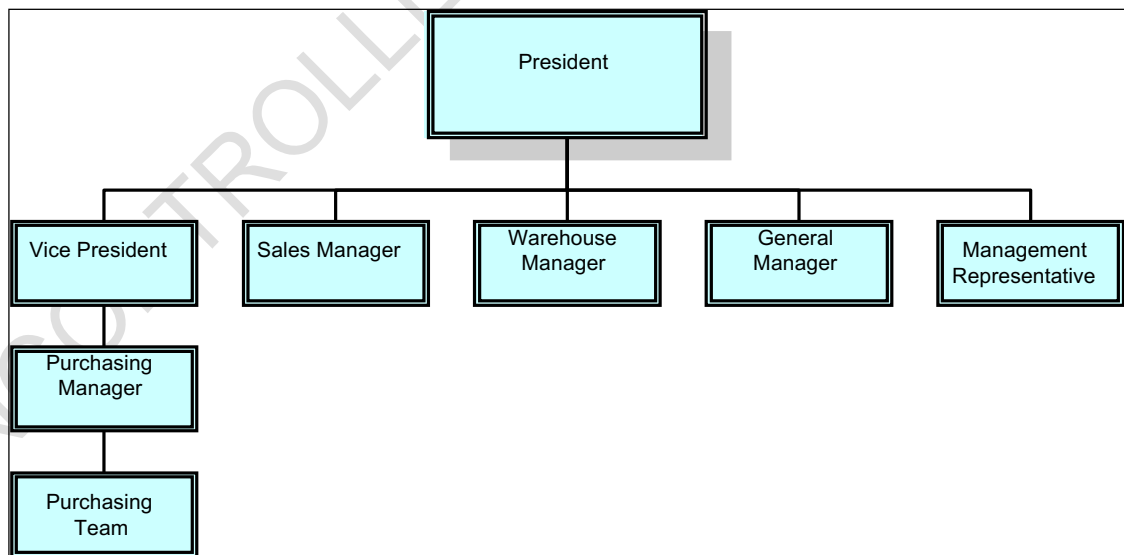 President
Vice President
Sales Manager
Warehouse
Manager
General
Manager
Management
Representative
Purchasing
Manager
Purchasing
Team